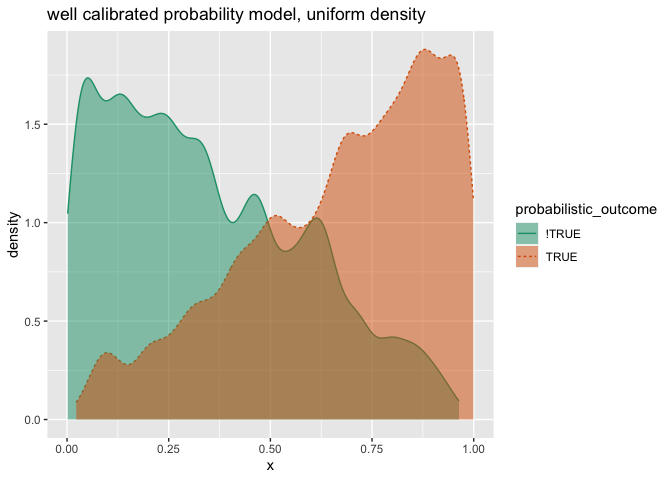 well calibrated probability model, uniform density
density
1.5
1.0
0.5
0.0
0.00
0.25
0.50
0.75
1.00
x
probabilistic_outcome
!TRUE
TRUE